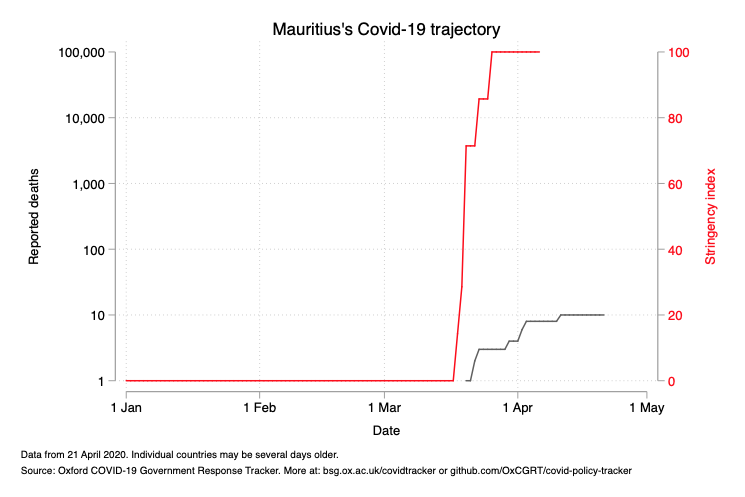 Mauritius's Covid-19 trajectory
100,000
10,000
1,000
100
10
1
Reported deaths
100
80
60
40
20
0
Stringency index
1 Jan
1 Feb
1 Mar
1 Apr
1 May
Date
Data from 21 April 2020. Individual countries may be several days older.
Source: Oxford COVID-19 Government Response Tracker. More at: bsg.ox.ac.uk/covidtracker or github.com/OxCGRT/covid-policy-tracker